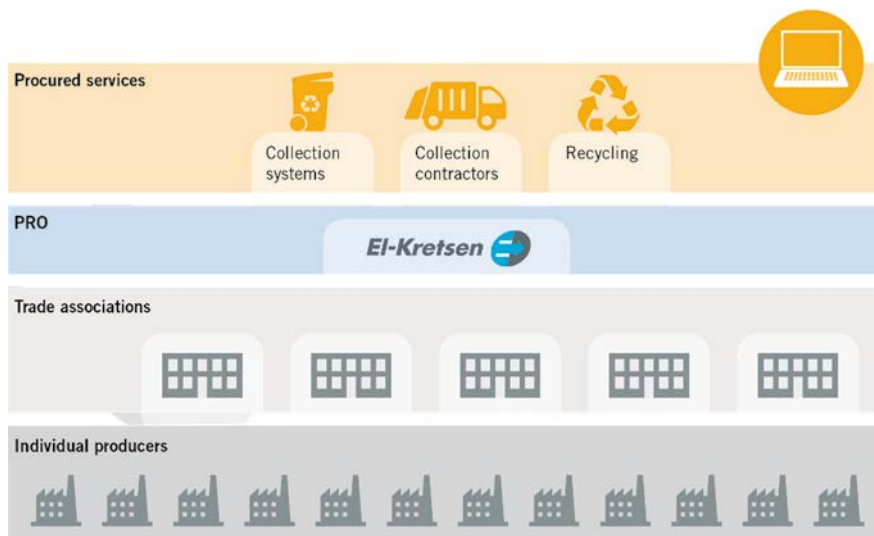 Procured services
Collection
systems
Collection
contractors
Recycling
PRO
El-Kretsen
Trade associations
Individual producers